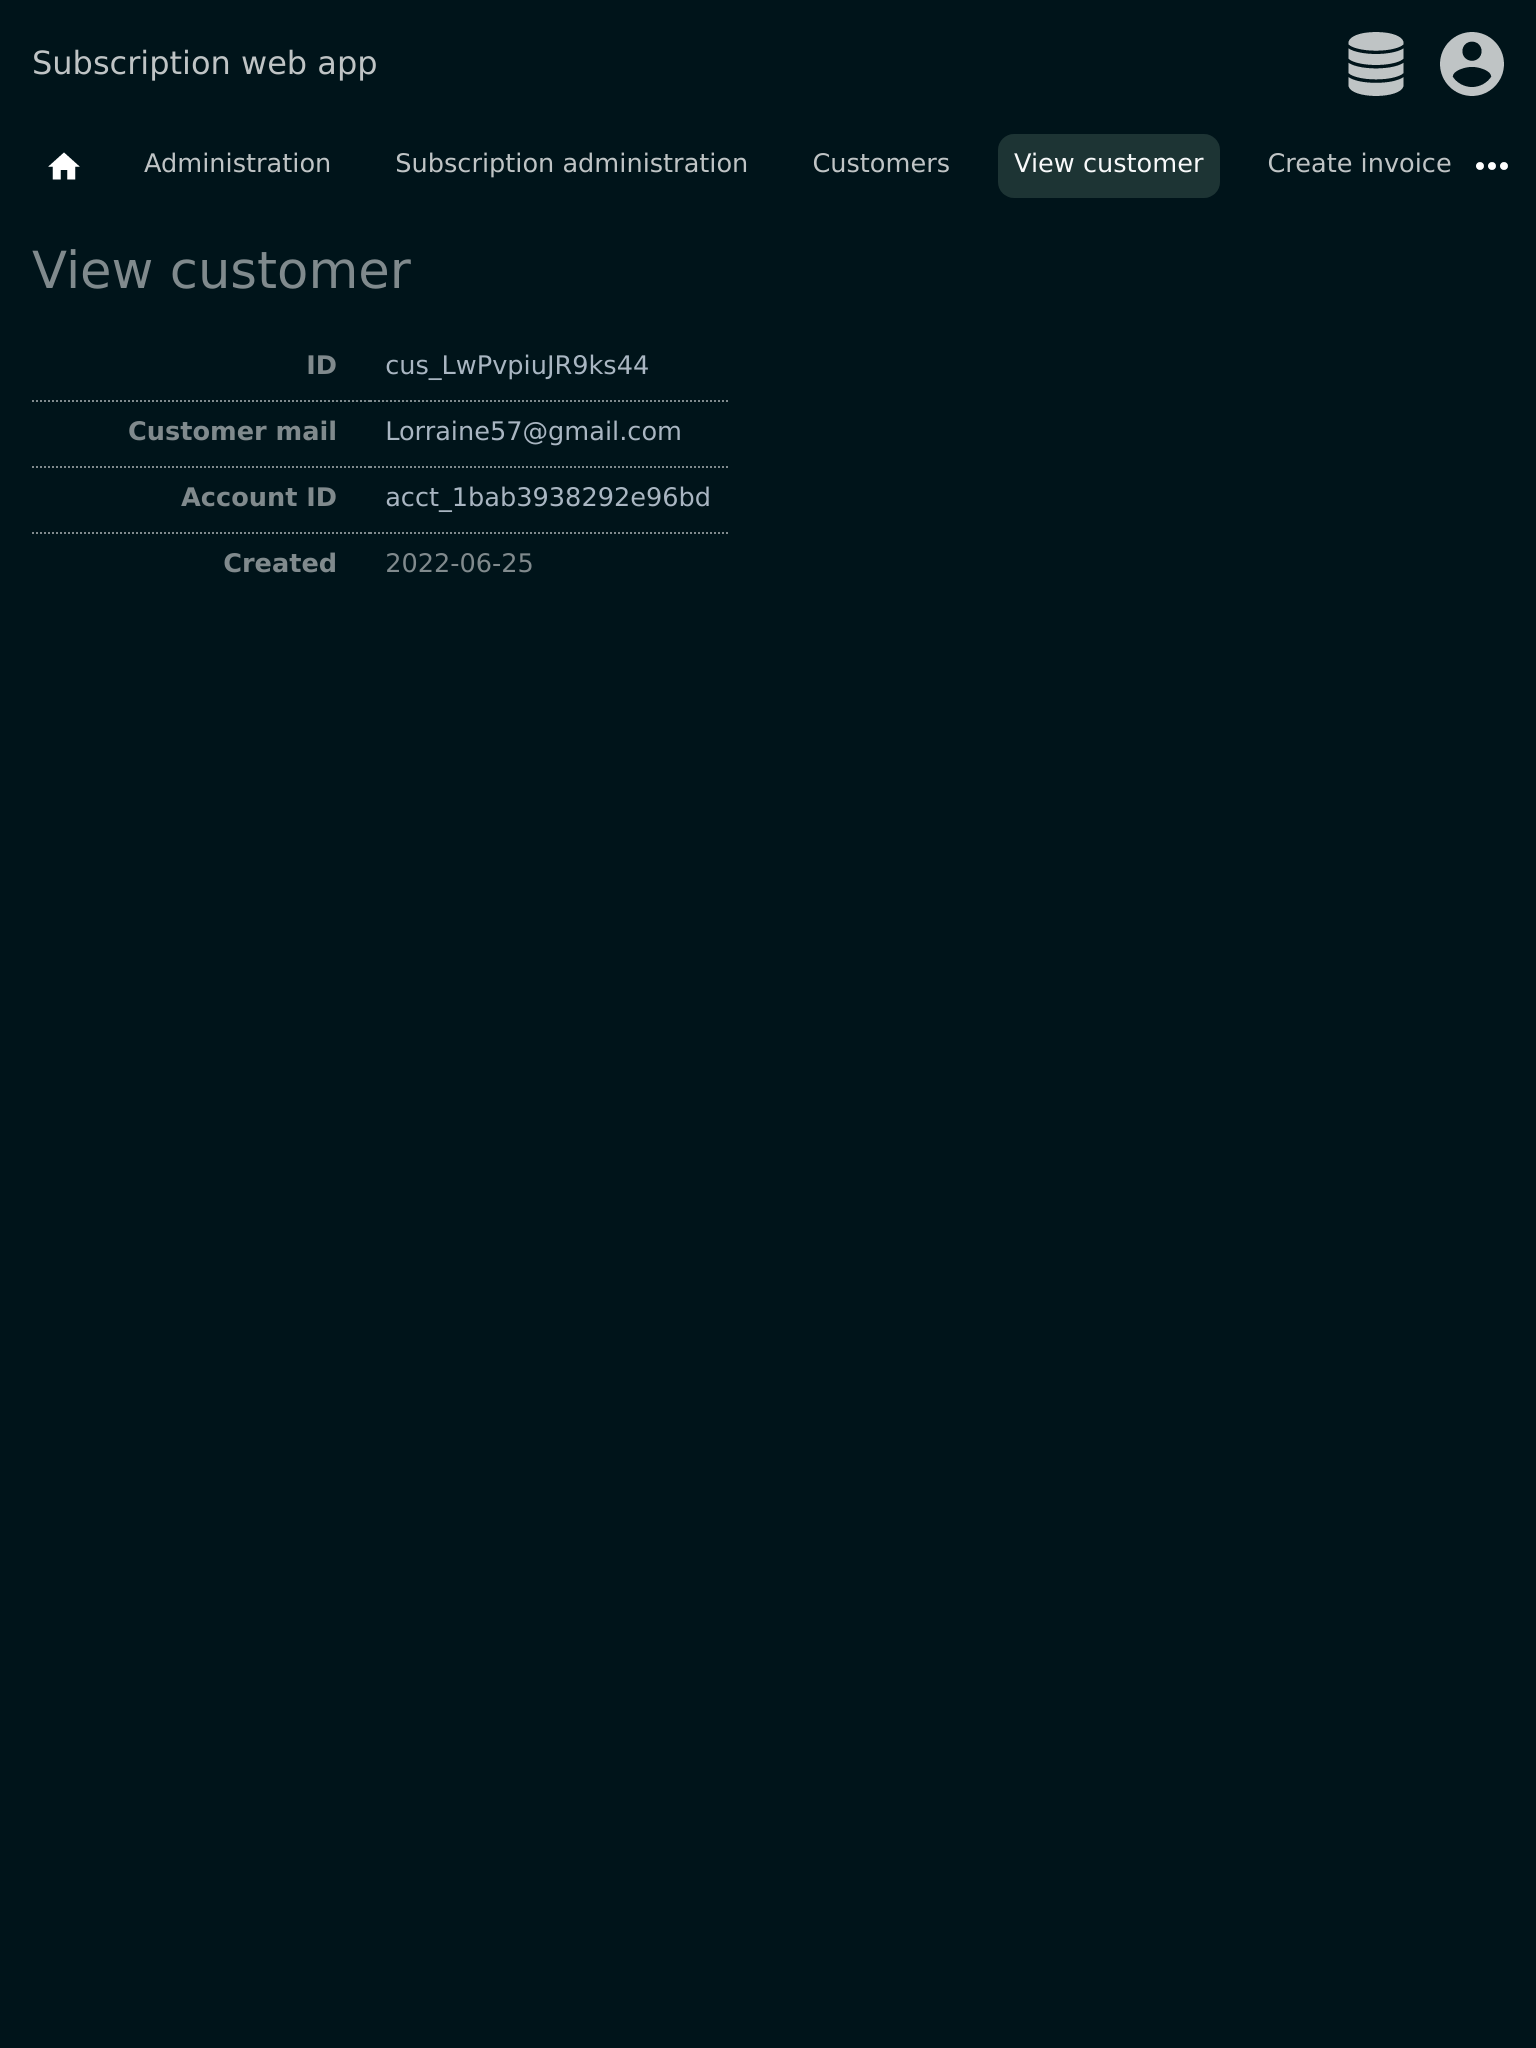 Subscription web app
Administration Subscription administration Customers View customer Create invoice
View customer
ID cus_LwPvpiuJR9ks44
Customer mail Lorraine57@gmail.com
Account ID acct_1bab3938292e96bd
Created 2022-06-25